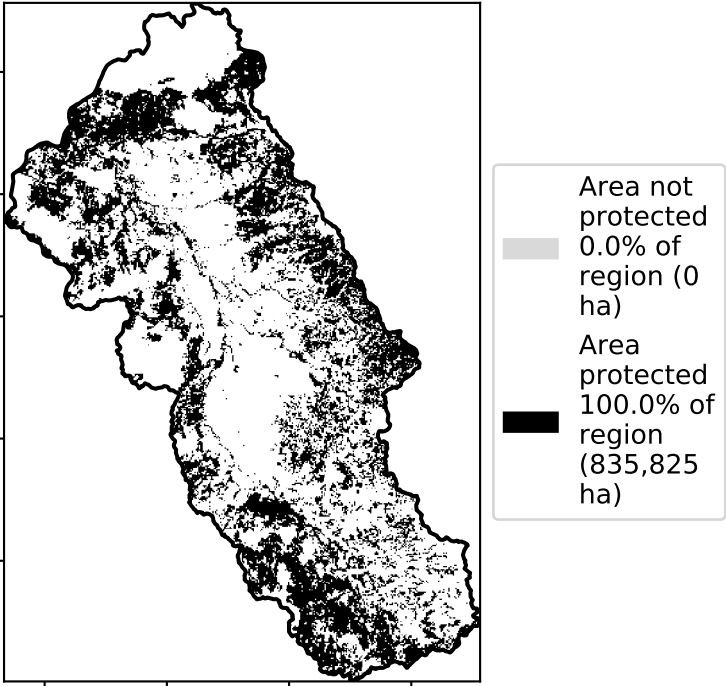 Area not
protected
0.0% of
region (0
ha)
Area
protected
100.0% of
region
(835,825
ha)